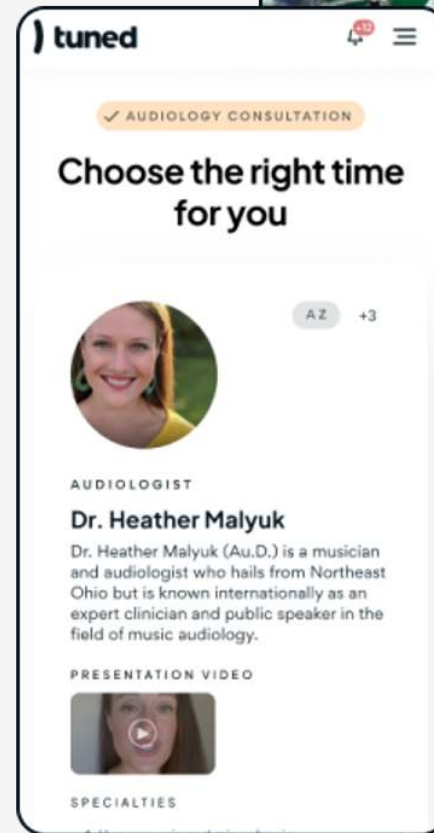 tuned
+12
AUDIOLOGY CONSULTATION
Choose the right time
for you
AZ +3
AUDIOLOGIST
Dr. Heather Malyuk
Dr. Heather Malyuk (Au.D.) is a musician
and audiologist who hails from Northeast
Ohio but is known internationally as an
expert clinician and public speaker in the
field of music audiology.
PRESENTATION VIDEO
SPECIALTIES